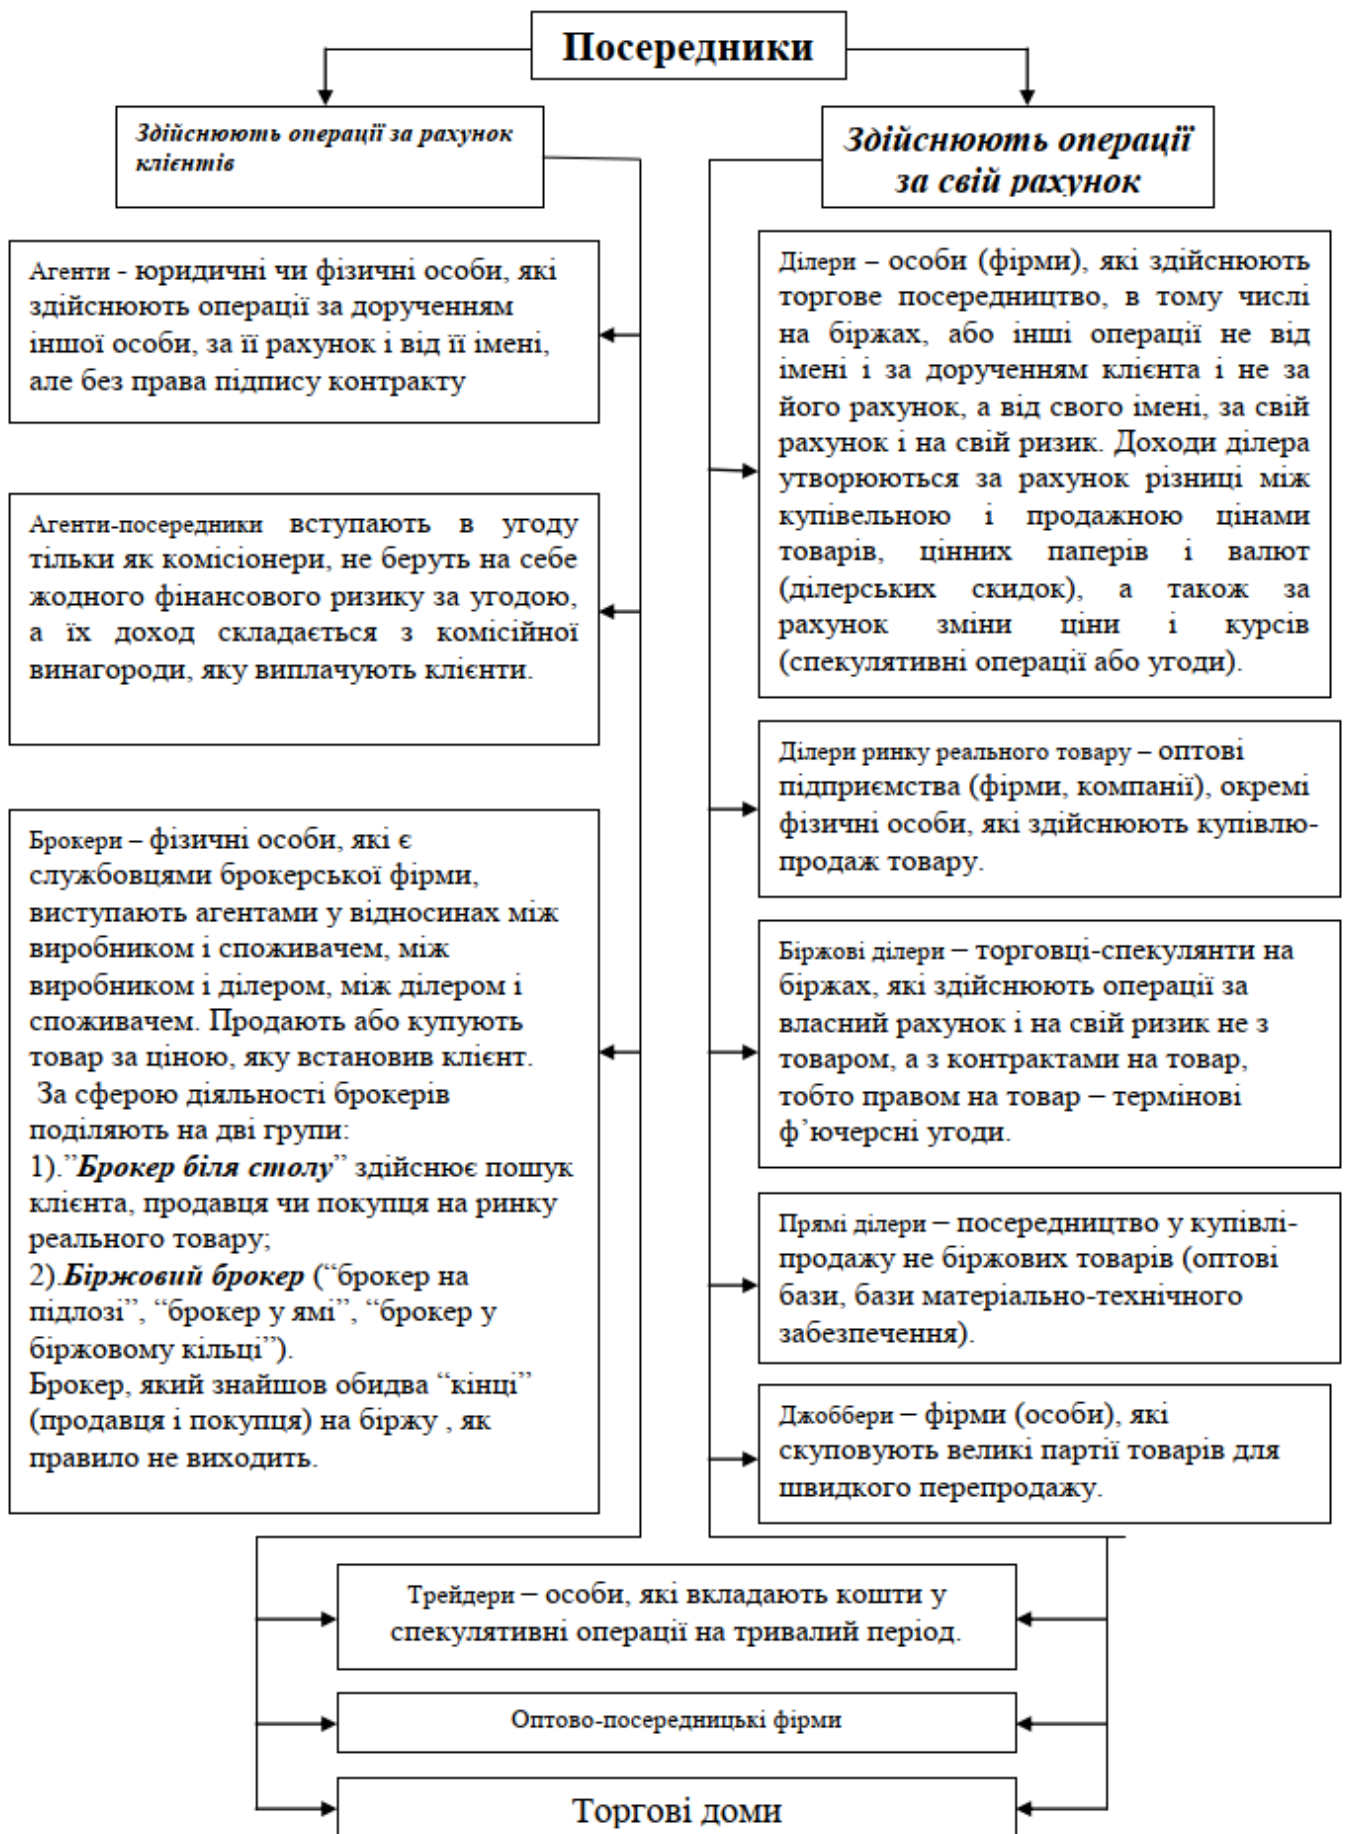 Посередники
Здійснюють операції за рахунок
клієнтів
Здійснюють операції
за свій рахунок
Агенти - юридичні чи фізичні особи, які
здійснюють операції за дорученням
іншої особи, за її рахунок і від її імені,
але без права підпису контракту
Агенти-посередники вступають в угоду
тільки як комісіонери, не беруть на себе
жодного фінансового ризику за угодою,
а їх доход складається з комісійної
винагороди, яку виплачують клієнти.
Брокери – фізичні особи, які є
службовцями брокерської фірми,
виступають агентами у відносинах між
виробником і споживачем, між
виробником і ділером, між ділером і
споживачем. Продають або купують
товар за ціною, яку встановив клієнт.
За сферою діяльності брокерів
поділяють на дві групи:
1).”Брокер біля столу” здійснює пошук
клієнта, продавця чи покупця на ринку
реального товару;
2).Біржовий брокер (“брокер на
підлозі”, “брокер у ямі”, “брокер у
біржовому кільці”).
Брокер, який знайшов обидва “кінці”
(продавця і покупця) на біржу , як
правило не виходить.
Ділери – особи (фірми), які здійснюють
торгове посередництво, в тому числі
на біржах, або інші операції не від
імені і за дорученням клієнта і не за
його рахунок, а від свого імені, за свій
рахунок і на свій ризик. Доходи ділера
утворюються за рахунок різниці між
купівельною і продажною цінами
товарів, цінних паперів і валют
(ділерських скидок), а також за
рахунок зміни ціни і курсів
(спекулятивні операції або угоди).
Ділери ринку реального товару – оптові
підприємства (фірми, компанії), окремі
фізичні особи, які здійснюють купівлю-
продаж товару.
Біржові ділери – торговці-спекулянти на
біржах, які здійснюють операції за
власний рахунок і на свій ризик не з
товаром, а з контрактами на товар,
тобто правом на товар – термінові
ф’ючерсні угоди.
Прямі ділери – посередництво у купівлі-
продажу не біржових товарів (оптові
бази, бази матеріально-технічного
забезпечення).
Джоббери – фірми (особи), які
скуповують великі партії товарів для
швидкого перепродажу.
Трейдери – особи, які вкладають кошти у
спекулятивні операції на тривалий період.
Оптово-посередницькі фірми
Торгові доми